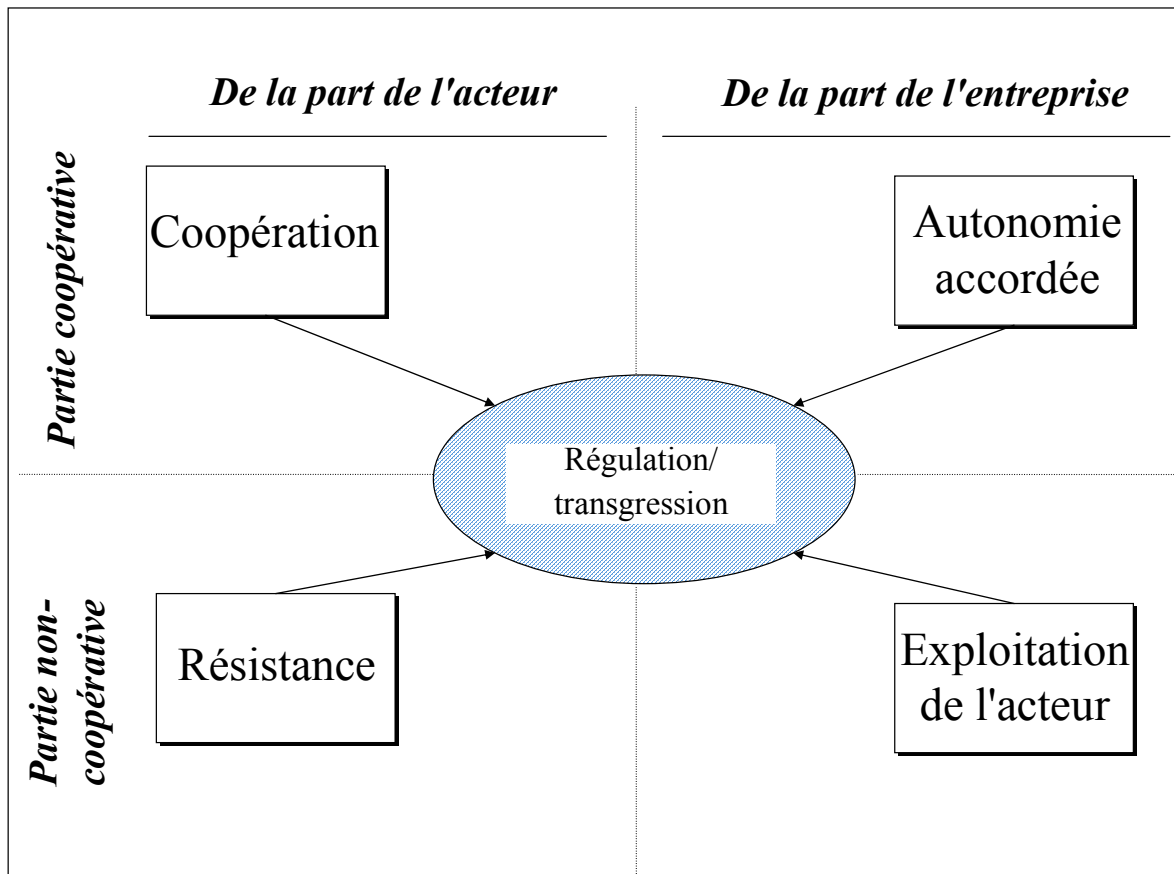 De la part de l'acteur
De la part de l'entreprise
Partie coopérative
Coopération
Autonomie
accordée
Régulation/
transgression
Partie non-
coopérative
Résistance
Exploitation
de l'acteur